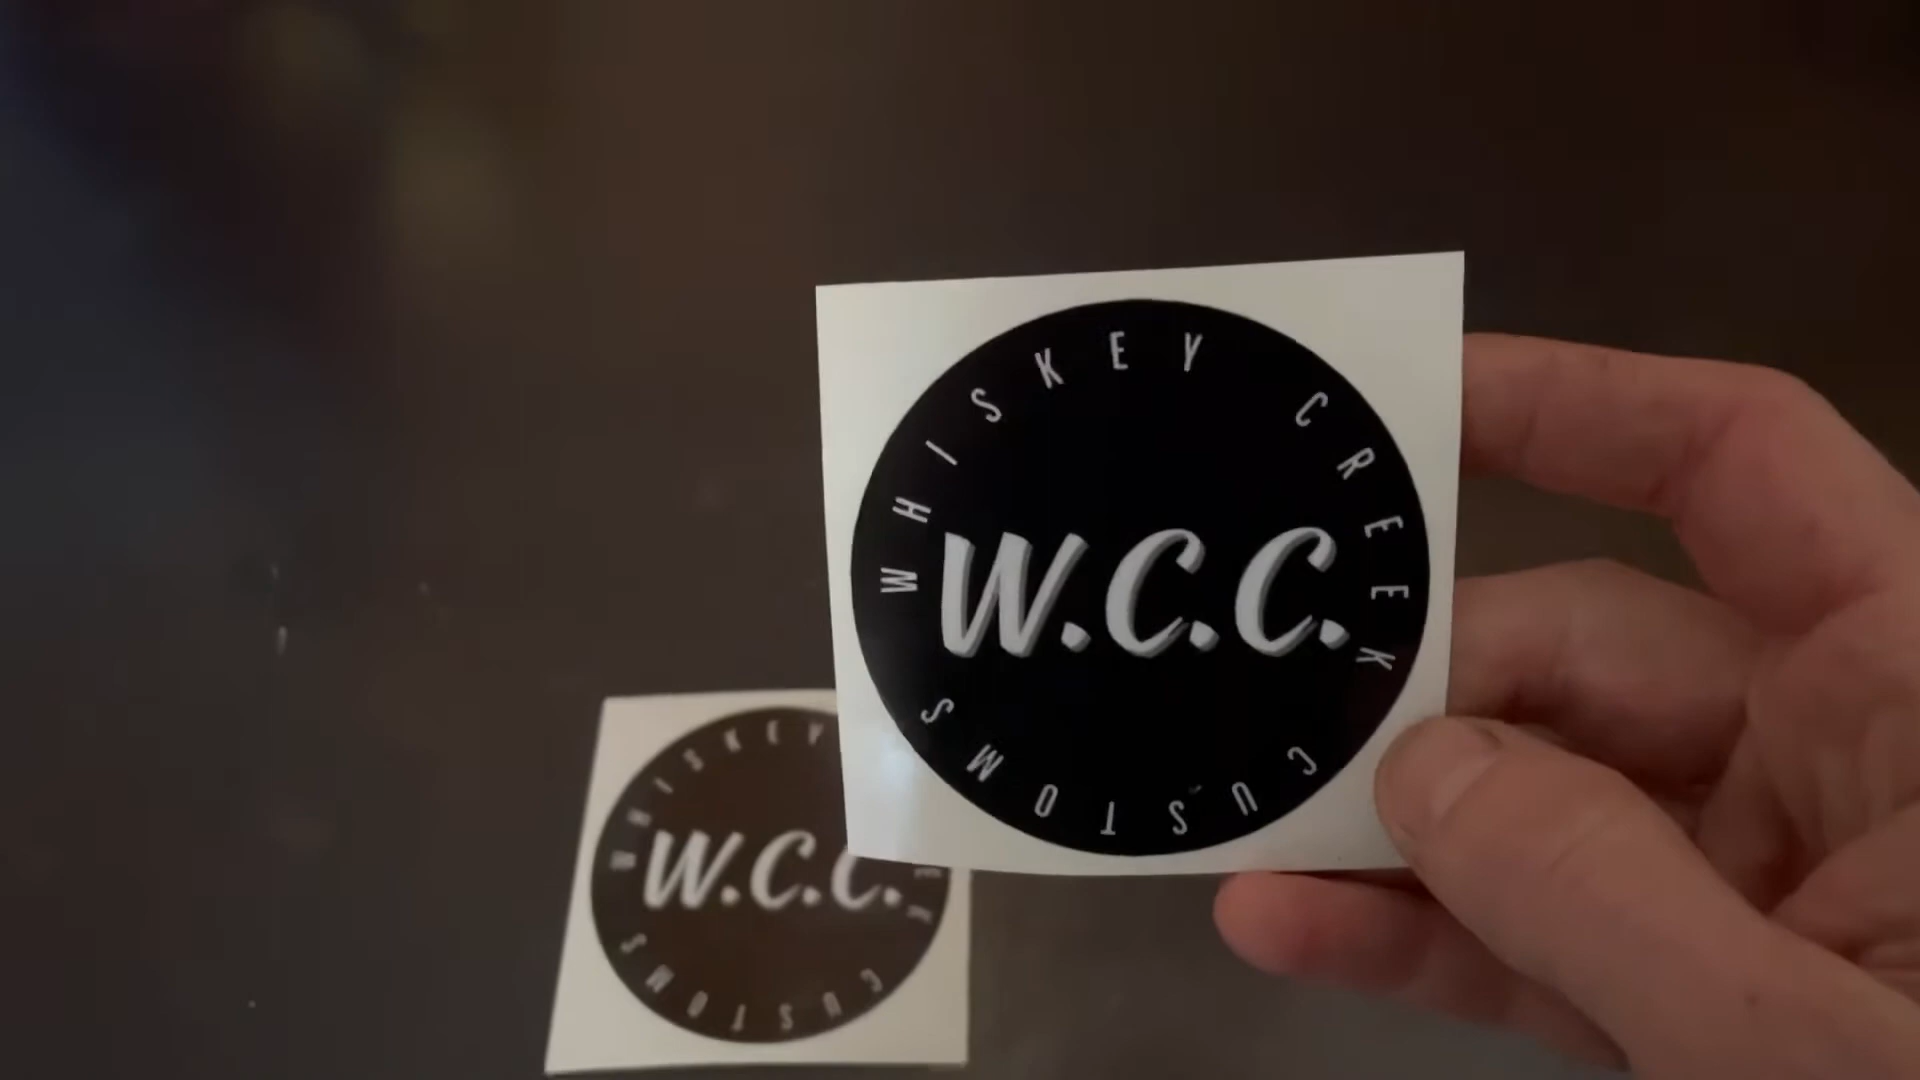 WHISKEY CREEK CUSTOMS
W.C.C.
WHISKEY
W.C.C.
K CUSTOMS